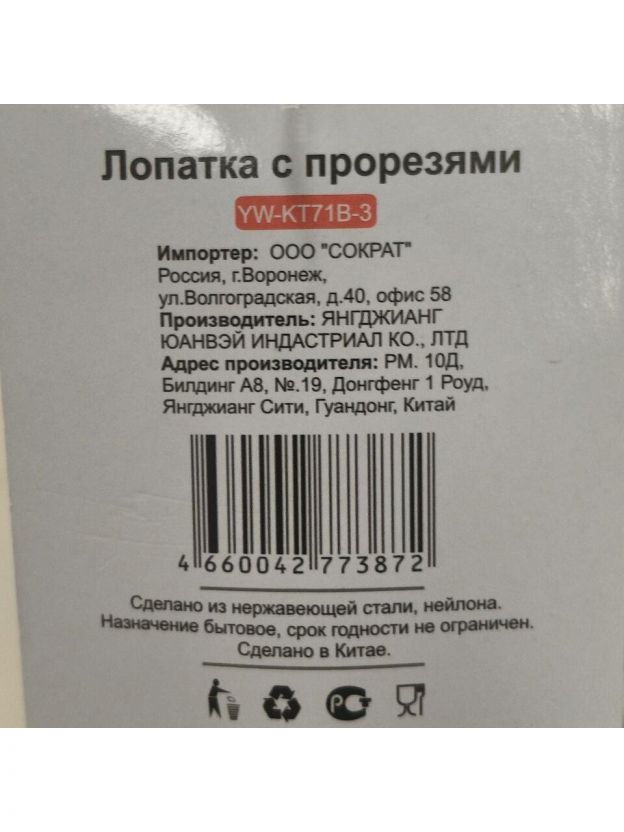 Лопатка с прорезями
YW-KT71B-3
Импортер: ООО "СОКРАТ"
Россия, г.Воронеж,
ул.Волгоградская, д.40, офис 58
Производитель: ЯНГДЖИАНГ
ЮАНВЭЙ ИНДАСТРИАЛ КО., ЛТД
Адрес производителя: РМ. 10Д,
Билдинг А8, №.19, Донгфенг 1 Роуд,
Янгджианг Сити, Гуандонг, Китай
4 660042 773872
Сделано из нержавеющей стали, нейлона.
Назначение бытовое, срок годности не ограничен.
Сделано в Китае.
РСТ